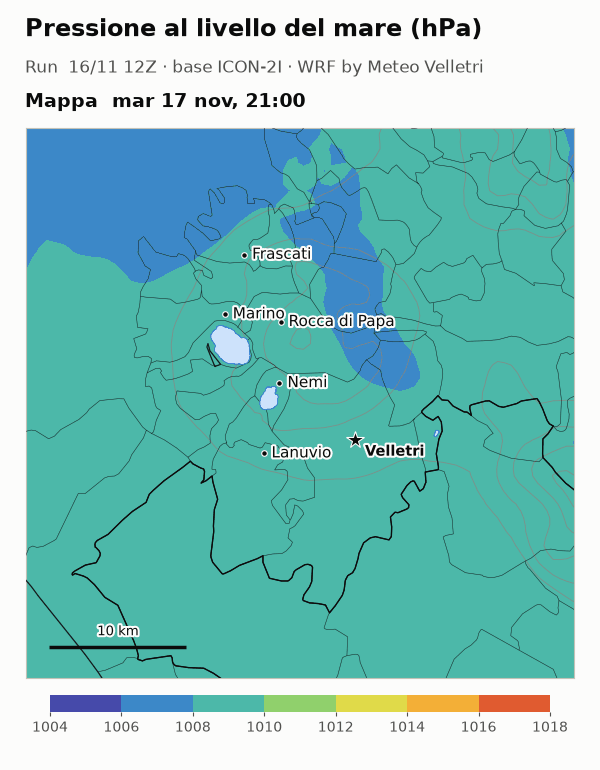 Pressione al livello del mare (hPa)
Run  16/11 12Z · base ICON-2I · WRF by Meteo Velletri
Mappa  mar 17 nov, 21:00
Frascati
Marino
Rocca di Papa
Nemi
Lanuvio
Velletri
10 km
1004 1006 1008 1010 1012 1014 1016 1018